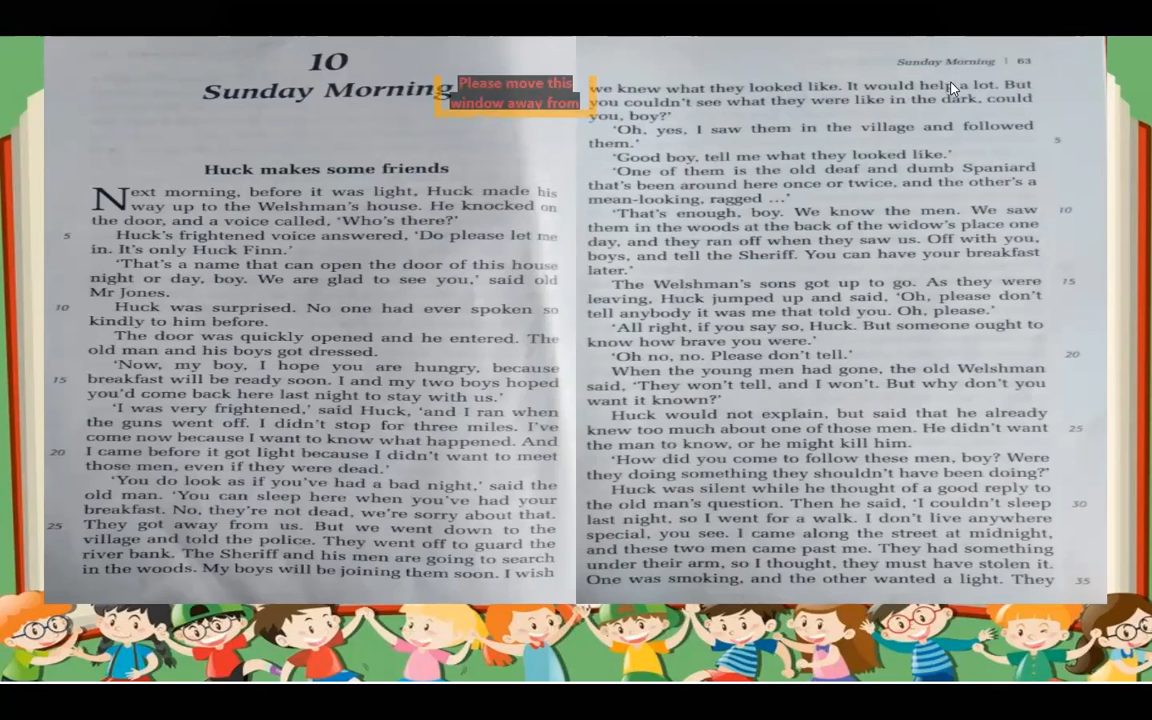 10
Sunday Morning
Please move this
window away from
Huck makes some friends
Next morning, before it was light, Huck made his
way up to the Welshman's house. He knocked on
the door, and a voice called, 'Who's there?'
5 Huck's frightened voice answered, 'Do please let me
in. It's only Huck Finn.'
'That's a name that can open the door of this house
night or day, boy. We are glad to see you,' said old
Mr Jones.
10 Huck was surprised. No one had ever spoken so
kindly to him before.
The door was quickly opened and he entered. The
old man and his boys got dressed.
'Now, my boy, I hope you are hungry, because
15 breakfast will be ready soon. I and my two boys hoped
you'd come back here last night to stay with us.'
'I was very frightened,' said Huck, 'and I ran when
the guns went off. I didn't stop for three miles. I've
come now because I want to know what happened. And
20 I came before it got light because I didn't want to meet
those men, even if they were dead.'
'You do look as if you've had a bad night,' said the
old man. 'You can sleep here when you've had your
breakfast. No, they're not dead, we're sorry about that.
25 They got away from us. But we went down to the
village and told the police. They went off to guard the
river bank. The Sheriff and his men are going to search
in the woods. My boys will be joining them soon. I wish
Sunday Morning | 63
we knew what they looked like. It would help a lot. But
you couldn't see what they were like in the dark, could
you, boy?'
'Oh, yes, I saw them in the village and followed
them.' 5
'Good boy, tell me what they looked like.'
'One of them is the old deaf and dumb Spaniard
that's been around here once or twice, and the other's a
mean-looking, ragged ...'
'That's enough, boy. We know the men. We saw 10
them in the woods at the back of the widow's place one
day, and they ran off when they saw us. Off with you,
boys, and tell the Sheriff. You can have your breakfast
later.'
The Welshman's sons got up to go. As they were 15
leaving, Huck jumped up and said, 'Oh, please don't
tell anybody it was me that told you. Oh, please.'
'All right, if you say so, Huck. But someone ought to
know how brave you were.'
'Oh no, no. Please don't tell.' 20
When the young men had gone, the old Welshman
said, 'They won't tell, and I won't. But why don't you
want it known?'
Huck would not explain, but said that he already
knew too much about one of those men. He didn't want 25
the man to know, or he might kill him.
'How did you come to follow these men, boy? Were
they doing something they shouldn't have been doing?'
Huck was silent while he thought of a good reply to
the old man's question. Then he said, 'I couldn't sleep 30
last night, so I went for a walk. I don't live anywhere
special, you see. I came along the street at midnight,
and these two men came past me. They had something
under their arm, so I thought, they must have stolen it.
One was smoking, and the other wanted a light. They 35